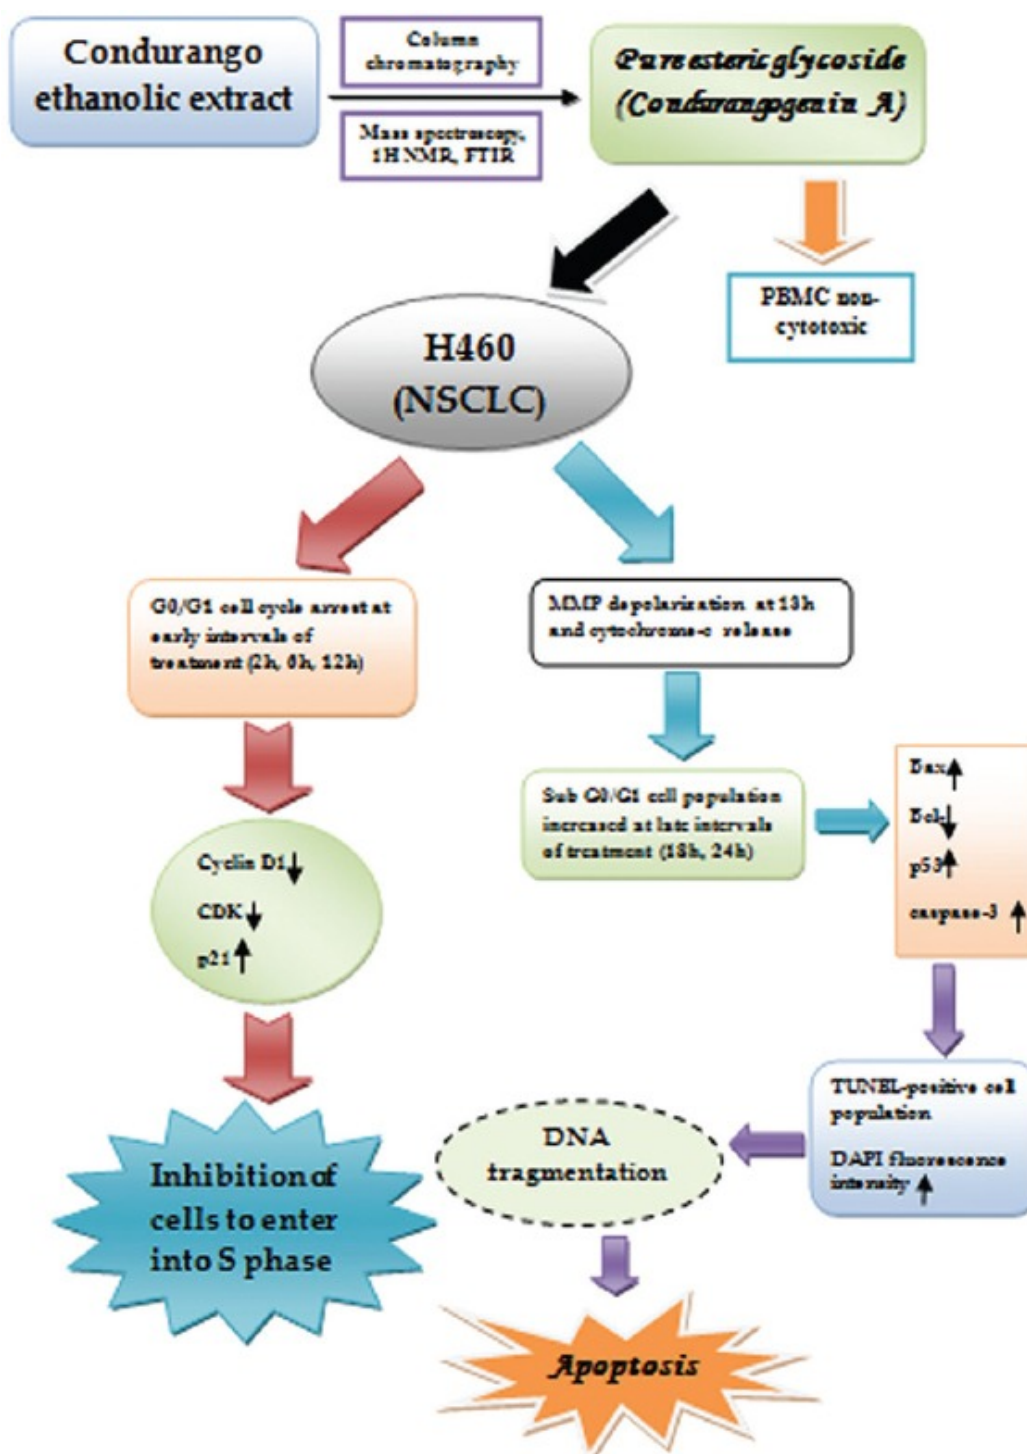 Condurango
ethanolic extract
Column
chromatography
Mass spectroscopy,
1H NMR, FTIR
Pure esteric glycoside
(Condurangogenin A)
PBMC non-
cytotoxic
H460
(NSCLC)
G0/G1 cell cycle arrest at
early intervals of
treatment (2h, 6h, 12h)
Cyclin D1↓
CDK↓
p21↑
Inhibition of
cells to enter
into S phase
MMP depolarization at
and cytochrome-c release
Sub G0/G1 cell population
increased at late intervals
of treatment (18h, 24h)
Bax↑
↓
p53↑
caspase-3 ↑
TUNEL-positive cell
population
DAPI fluorescence
intensity ↑
DNA
fragmentation
Apoptosis